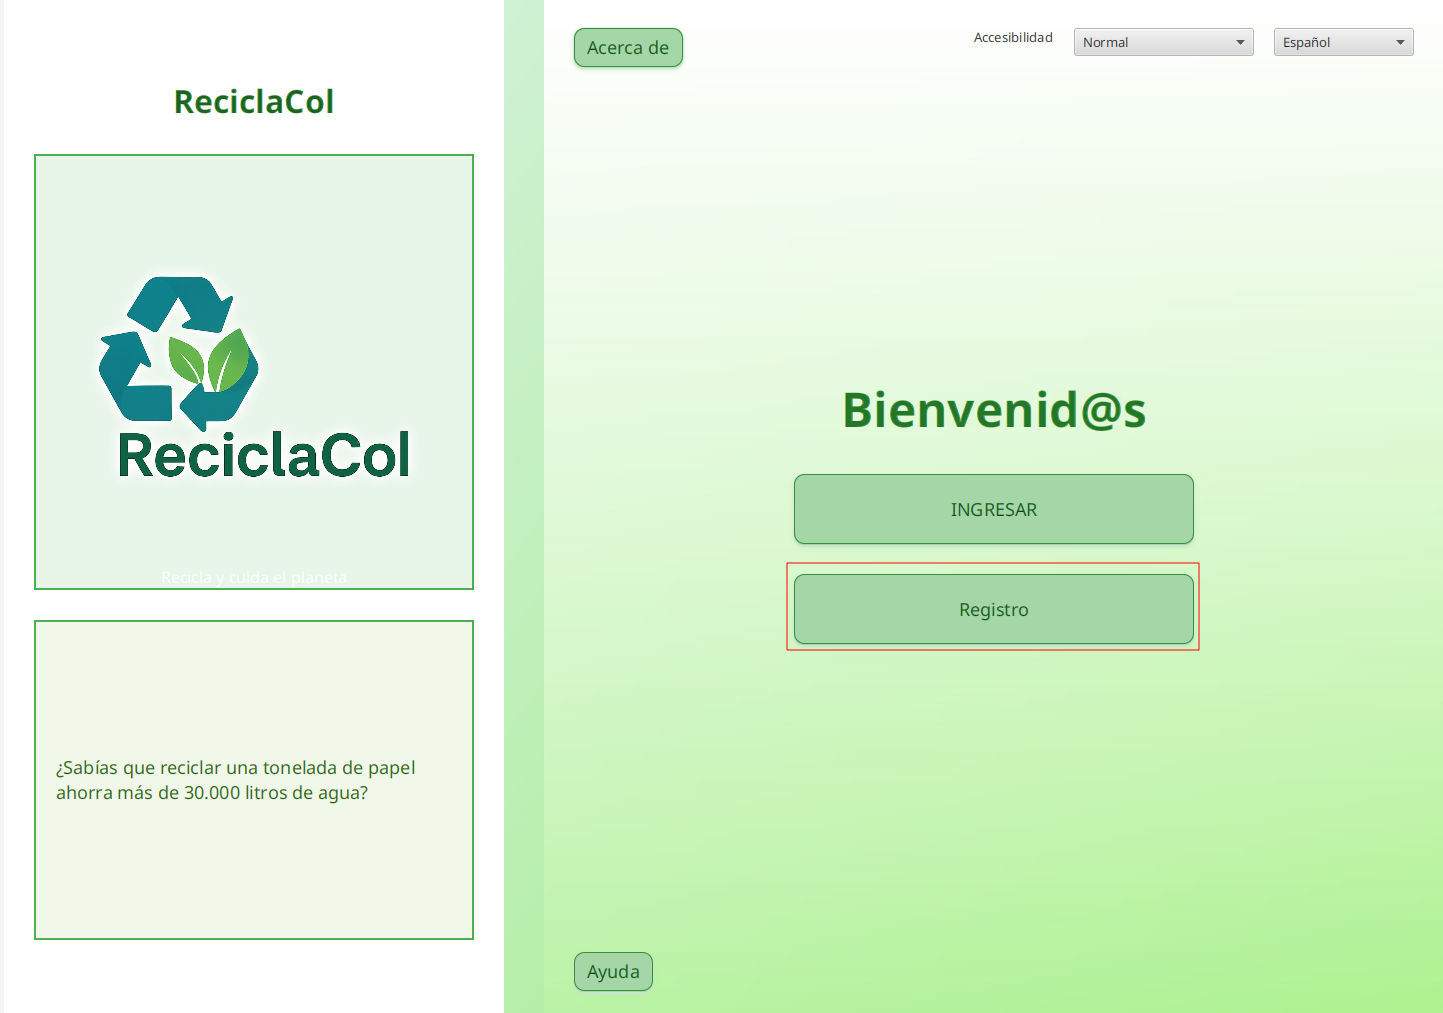 ReciclaCol
ReciclaCol
Recicla y cuida el planeta
¿Sabías que reciclar una tonelada de papel
ahorra más de 30.000 litros de agua?
Acerca de
Accesibilidad
Normal
Español
Bienvenid@s
INGRESAR
Registro
Ayuda